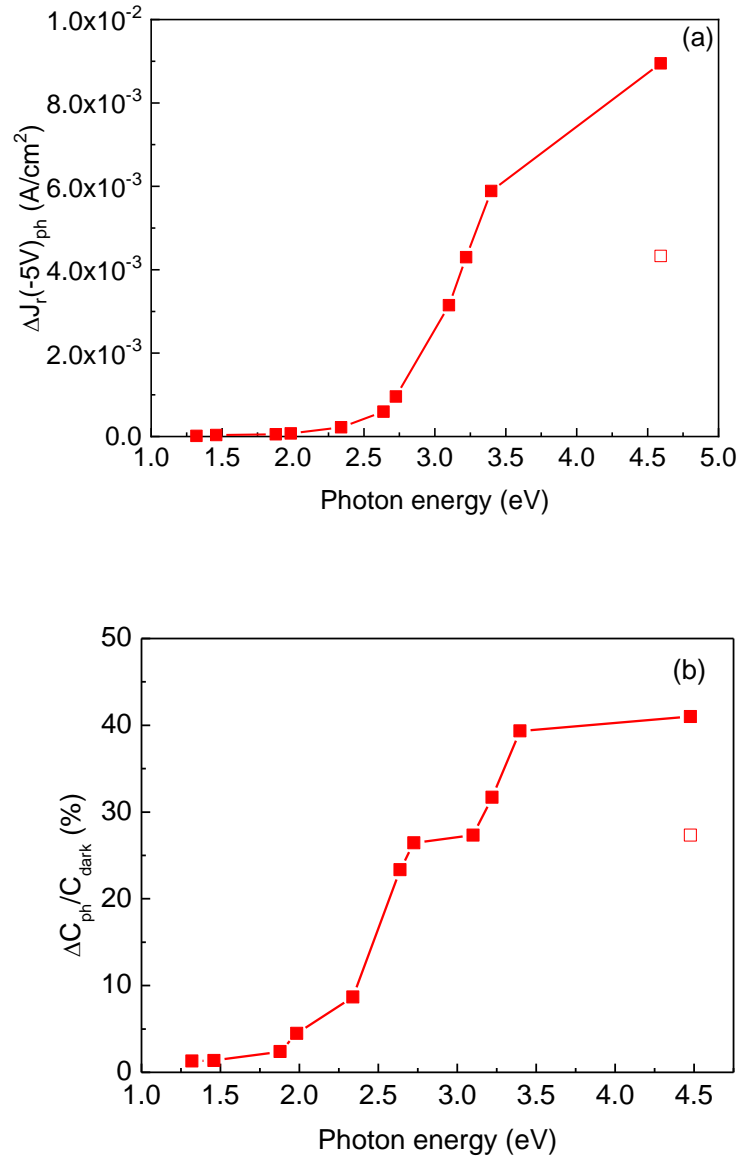 (a)
1.0x10⁻²
8.0x10⁻³
6.0x10⁻³
4.0x10⁻³
2.0x10⁻³
0.0
ΔJᵣ(-5V)ₚₕ (A/cm²)
1.0 1.5 2.0 2.5 3.0 3.5 4.0 4.5 5.0
Photon energy (eV)
(b)
50
40
30
20
10
0
ΔCₚₕ/C_dark (%)
1.0 1.5 2.0 2.5 3.0 3.5 4.0 4.5
Photon energy (eV)